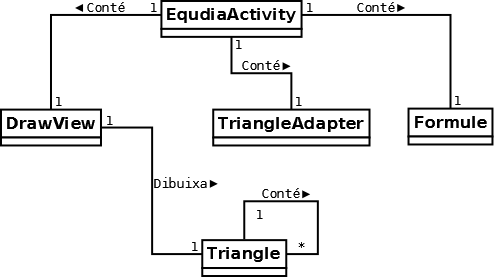 ◄ Conté 1 EqudiaActivity 1 Conté►
1
Conté►
1 1 1
DrawView 1 TriangleAdapter Formule
Dibuixa►
Conté►
1
1 Triangle *